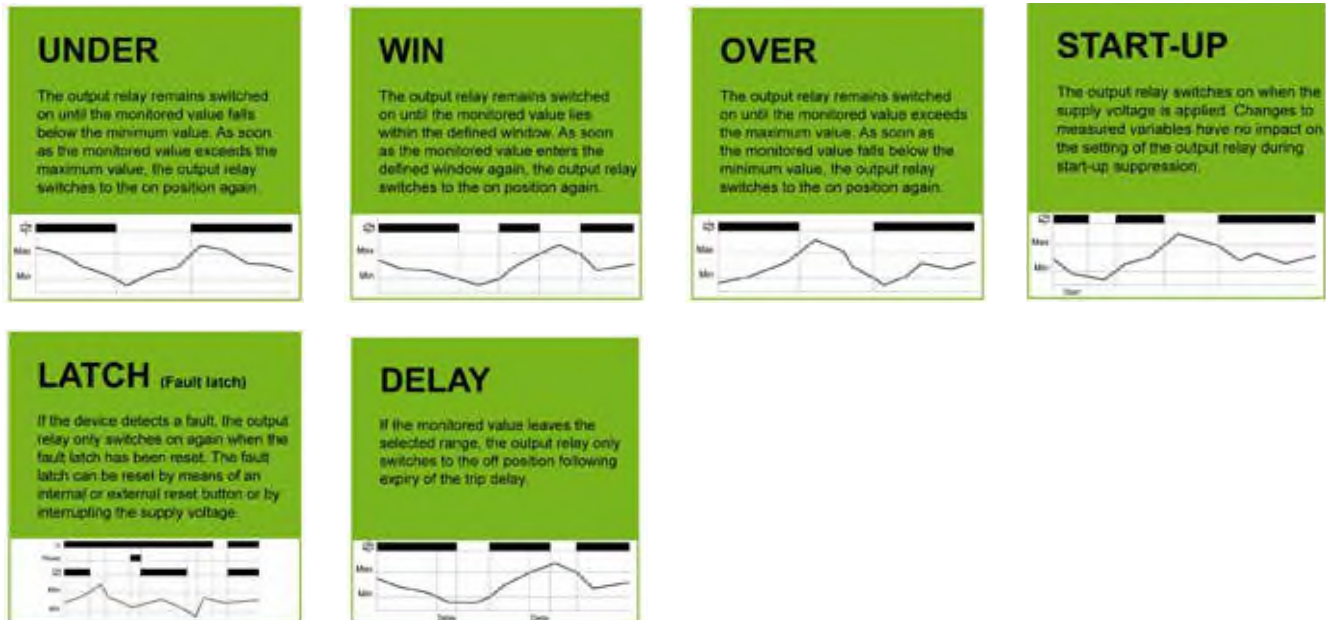 UNDER
The output relay remains switched
on until the monitored value falls
below the minimum value. As soon
as the monitored value exceeds the
maximum value, the output relay
switches to the on position again.
Max
Min
WIN
The output relay remains switched
on until the monitored value lies
within the defined window. As soon
as the monitored value enters the
defined window again, the output relay
switches to the on position again.
Max
Min
OVER
The output relay remains switched
on until the monitored value exceeds
the maximum value. As soon as
the monitored value falls below the
minimum value, the output relay
switches to the on position again.
Max
Min
START-UP
The output relay switches on when the
supply voltage is applied. Changes to
measured variables have no impact on
the setting of the output relay during
start-up suppression.
Max
Min
Start
LATCH (Fault latch)
If the device detects a fault, the output
relay only switches on again when the
fault latch has been reset. The fault
latch can be reset by means of an
internal or external reset button or by
interrupting the supply voltage.
Max
Min
DELAY
If the monitored value leaves the
selected range, the output relay only
switches to the off position following
expiry of the trip delay.
Max
Min
Delay Delay